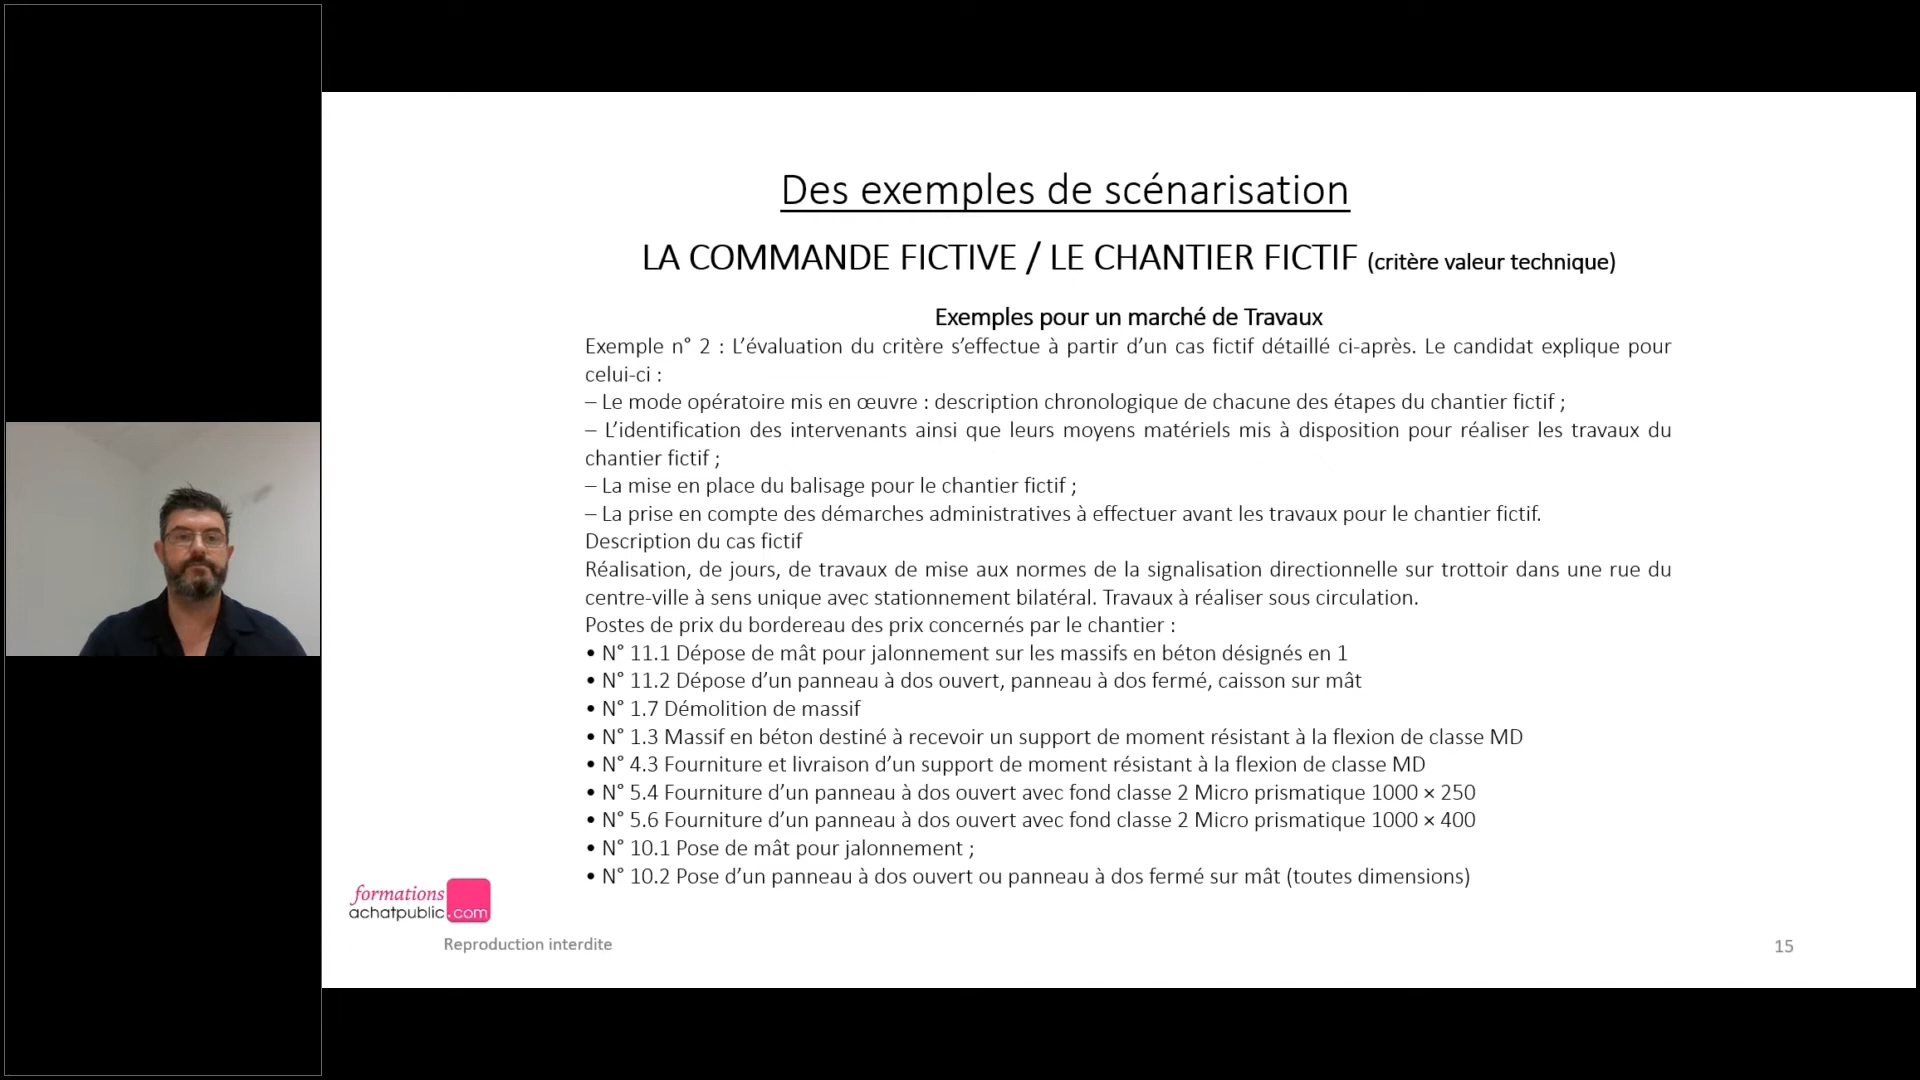 Des exemples de scénarisation
LA COMMANDE FICTIVE / LE CHANTIER FICTIF (critère valeur technique)
Exemples pour un marché de Travaux
Exemple n° 2 : L’évaluation du critère s’effectue à partir d’un cas fictif détaillé ci-après. Le candidat explique pour
celui-ci :
– Le mode opératoire mis en œuvre : description chronologique de chacune des étapes du chantier fictif ;
– L’identification des intervenants ainsi que leurs moyens matériels mis à disposition pour réaliser les travaux du
chantier fictif ;
– La mise en place du balisage pour le chantier fictif ;
– La prise en compte des démarches administratives à effectuer avant les travaux pour le chantier fictif.
Description du cas fictif
Réalisation, de jours, de travaux de mise aux normes de la signalisation directionnelle sur trottoir dans une rue du
centre-ville à sens unique avec stationnement bilatéral. Travaux à réaliser sous circulation.
Postes de prix du bordereau des prix concernés par le chantier :
• N° 11.1 Dépose de mât pour jalonnement sur les massifs en béton désignés en 1
• N° 11.2 Dépose d’un panneau à dos ouvert, panneau à dos fermé, caisson sur mât
• N° 1.7 Démolition de massif
• N° 1.3 Massif en béton destiné à recevoir un support de moment résistant à la flexion de classe MD
• N° 4.3 Fourniture et livraison d’un support de moment résistant à la flexion de classe MD
• N° 5.4 Fourniture d’un panneau à dos ouvert avec fond classe 2 Micro prismatique 1000 × 250
• N° 5.6 Fourniture d’un panneau à dos ouvert avec fond classe 2 Micro prismatique 1000 × 400
• N° 10.1 Pose de mât pour jalonnement ;
• N° 10.2 Pose d’un panneau à dos ouvert ou panneau à dos fermé sur mât (toutes dimensions)
formations
achatpublic.com
Reproduction interdite
15